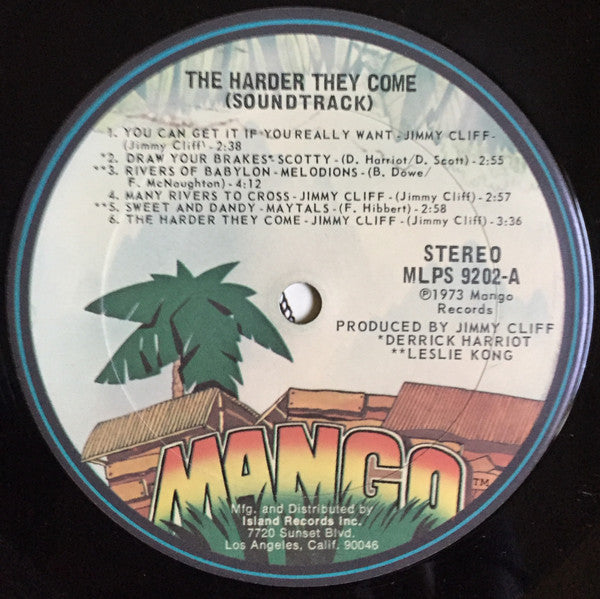 THE HARDER THEY COME
(SOUNDTRACK)
1. YOU CAN GET IT IF YOU REALLY WANT - JIMMY CLIFF -
(Jimmy Cliff) - 2:38
*2. DRAW YOUR BRAKES* - SCOTTY - (D. Harriot/D. Scott) - 2:55
**3. RIVERS OF BABYLON - MELODIONS - (B. Dowe/
F. McNaughton) - 4:12
4. MANY RIVERS TO CROSS - JIMMY CLIFF - (Jimmy Cliff) - 2:57
**5. SWEET AND DANDY - MAYTALS - (F. Hibbert) - 2:58
6. THE HARDER THEY COME - JIMMY CLIFF - (Jimmy Cliff) - 3:36
STEREO
MLPS 9202-A
℗1973 Mango
Records
PRODUCED BY JIMMY CLIFF
*DERRICK HARRIOT
**LESLIE KONG
MANGO
TM
Mfg. and Distributed by
Island Records Inc.
7720 Sunset Blvd.
Los Angeles, Calif. 90046